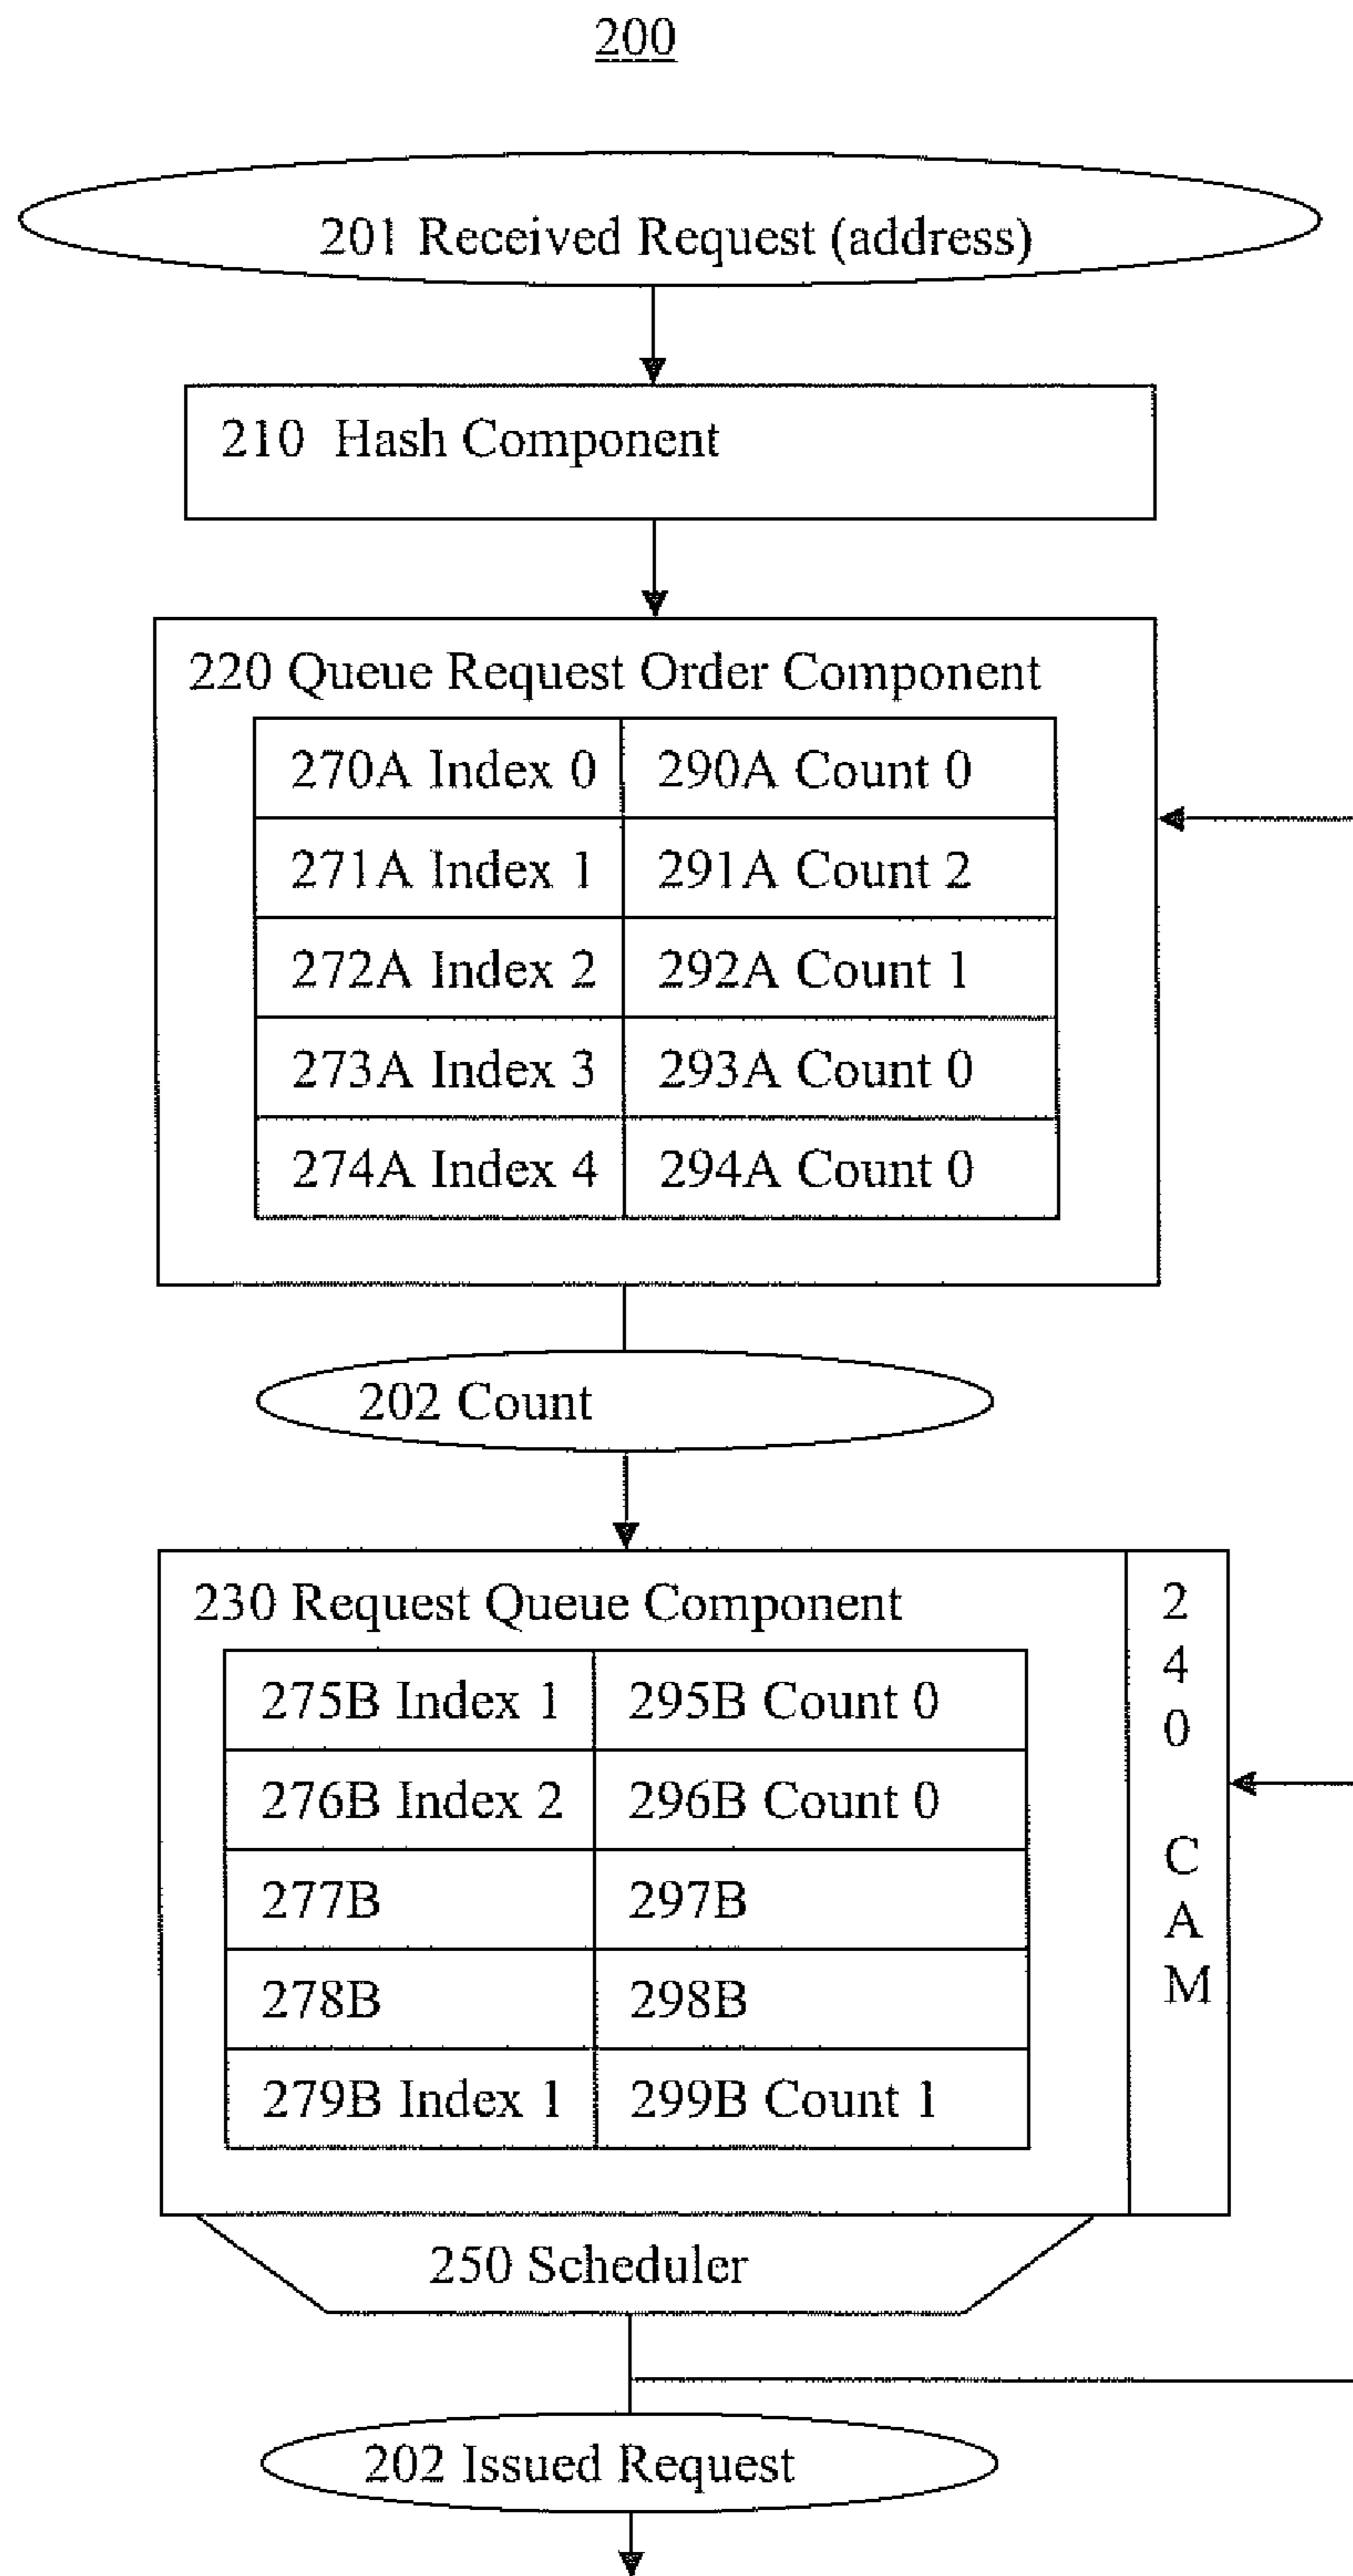 200
201 Received Request (address)
210 Hash Component
220 Queue Request Order Component
270A Index 0 290A Count 0
271A Index 1 291A Count 2
272A Index 2 292A Count 1
273A Index 3 293A Count 0
274A Index 4 294A Count 0
202 Count
230 Request Queue Component
275B Index 1 295B Count 0
276B Index 2 296B Count 0
277B 297B
278B 298B
279B Index 1 299B Count 1
240 CAM
250 Scheduler
202 Issued Request